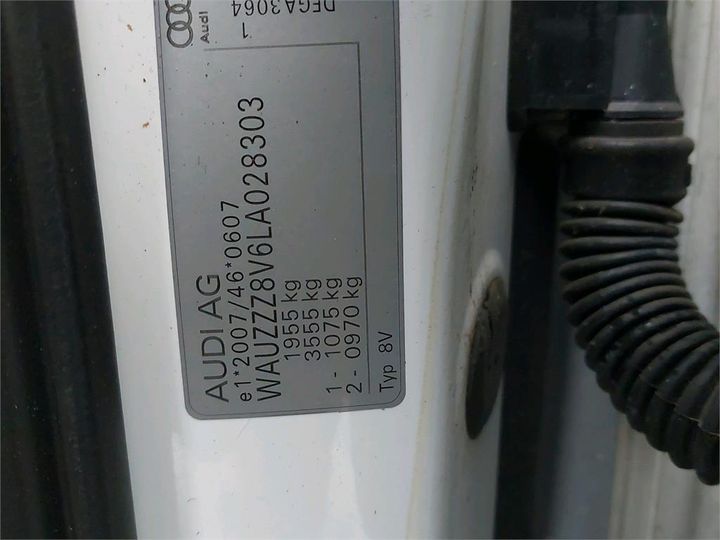 AUDI AG
e1*2007/46*0607
WAUZZZ8V6LA028303
1955 kg
3555 kg
1 - 1075 kg
2 - 0970 kg
Typ 8V
Audi
1
DEGA3064